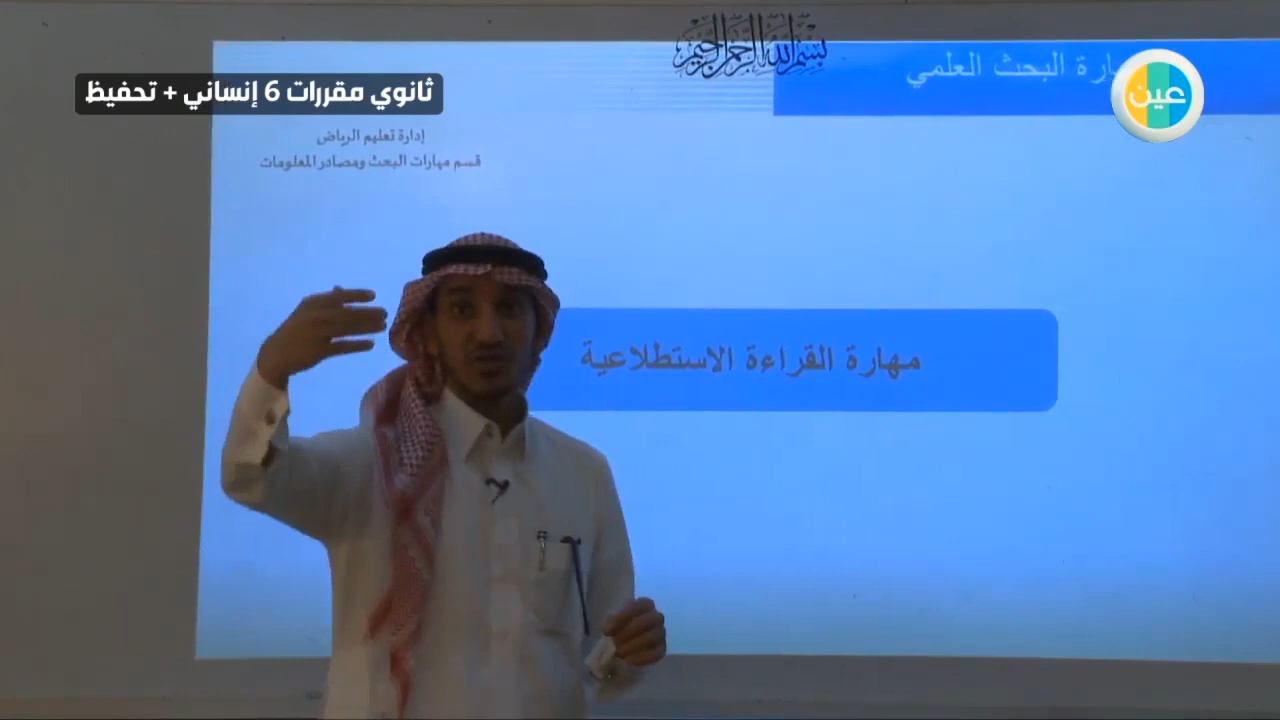 بسم الله الرحمن الرحيم
البحث العلمي
عين
ثانوي مقررات 6 إنساني + تحفيظ
إدارة تعليم الرياض
قسم مهارات البحث ومصادر المعلومات
مهارة القراءة الاستطلاعية